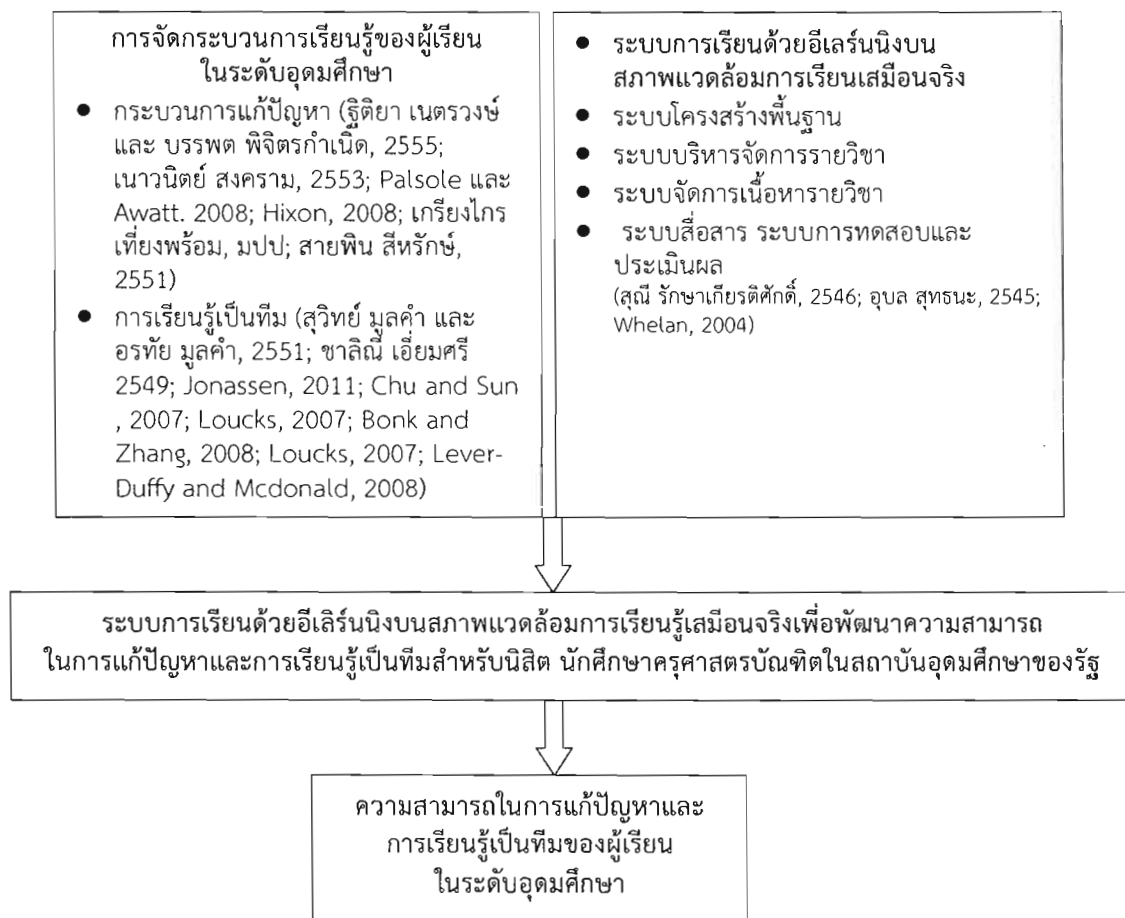 การจัดกระบวนการเรียนรู้ของผู้เรียน
ในระดับอุดมศึกษา
● กระบวนการแก้ปัญหา (ฐิติยา เนตรวงษ์
และ บรรพต พิจิตรกำเนิด, 2555;
เนาวนิตย์ สงคราม, 2553; Palsole และ
Awatt. 2008; Hixon, 2008; เกรียงไกร
เที่ยงพร้อม, มปป; สายพิน สีหรักษ์,
2551)
● การเรียนรู้เป็นทีม (สุวิทย์ มูลคำ และ
อรทัย มูลคำ, 2551; ชาลิณี เอี่ยมศรี
2549; Jonassen, 2011; Chu and Sun
, 2007; Loucks, 2007; Bonk and
Zhang, 2008; Loucks, 2007; Lever-
Duffy and Mcdonald, 2008)
● ระบบการเรียนด้วยอีเลร์นนิงบน
สภาพแวดล้อมการเรียนเสมือนจริง
● ระบบโครงสร้างพื้นฐาน
● ระบบบริหารจัดการรายวิชา
● ระบบจัดการเนื้อหารายวิชา
● ระบบสื่อสาร ระบบการทดสอบและ
ประเมินผล
(สุณี รักษาเกียรติศักดิ์, 2546; อุบล สุทธนะ, 2545;
Whelan, 2004)
ระบบการเรียนด้วยอีเลิร์นนิงบนสภาพแวดล้อมการเรียนรู้เสมือนจริงเพื่อพัฒนาความสามารถ
ในการแก้ปัญหาและการเรียนรู้เป็นทีมสำหรับนิสิต นักศึกษาครุศาสตรบัณฑิตในสถาบันอุดมศึกษาของรัฐ
ความสามารถในการแก้ปัญหาและ
การเรียนรู้เป็นทีมของผู้เรียน
ในระดับอุดมศึกษา